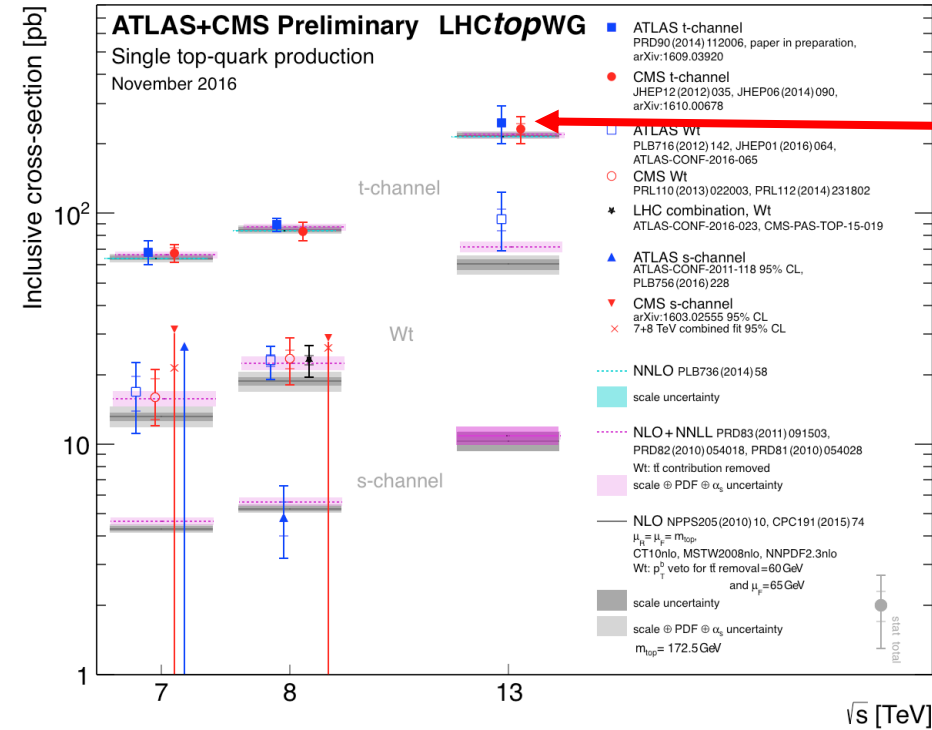 ATLAS+CMS Preliminary LHCtopWG
Single top-quark production
November 2016
Inclusive cross-section [pb]
10²
10
1
7
8
13
√s [TeV]
t-channel
Wt
s-channel
ATLAS t-channel
PRD90(2014)112006, paper in preparation,
arXiv:1609.03920
CMS t-channel
JHEP12(2012)035, JHEP06(2014)090,
arXiv:1610.00678
ATLAS Wt
PLB716(2012)142, JHEP01(2016)064,
ATLAS-CONF-2016-065
CMS Wt
PRL110(2013)022003, PRL112(2014)231802
LHC combination, Wt
ATLAS-CONF-2016-023, CMS-PAS-TOP-15-019
ATLAS s-channel
ATLAS-CONF-2011-118 95% CL,
PLB756(2016)228
CMS s-channel
arXiv:1603.02555 95% CL
7+8 TeV combined fit 95% CL
NNLO PLB736(2014)58
scale uncertainty
NLO+NNLL PRD83(2011)091503,
PRD82(2010)054018, PRD81(2010)054028
Wt: tt̄ contribution removed
scale ⊕ PDF ⊕ αs uncertainty
NLO NPPS205(2010)10, CPC191(2015)74
μR = μF = mtop,
CT10nlo, MSTW2008nlo, NNPDF2.3nlo
Wt: pTb veto for tt̄ removal=60GeV
and μF=65GeV
scale uncertainty
scale ⊕ PDF ⊕ αs uncertainty
mtop = 172.5GeV
stat total